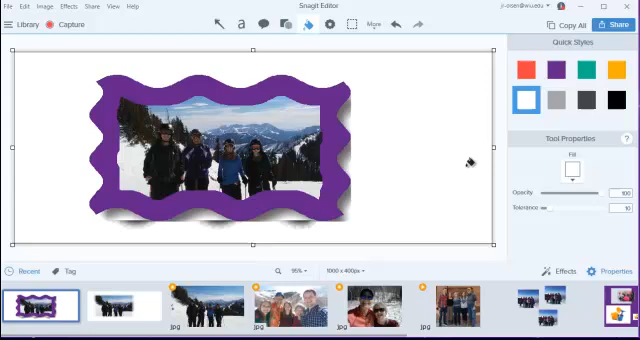 Snagit Editor
File Edit Image Effects Share View Help
Library Capture
a
More
Copy All Share
Quick Styles
Tool Properties ?
Fill
Opacity 100
Tolerance 10
Recent Tag
95% 1000 x 400px
Effects Properties
jpg jpg jpg jpg